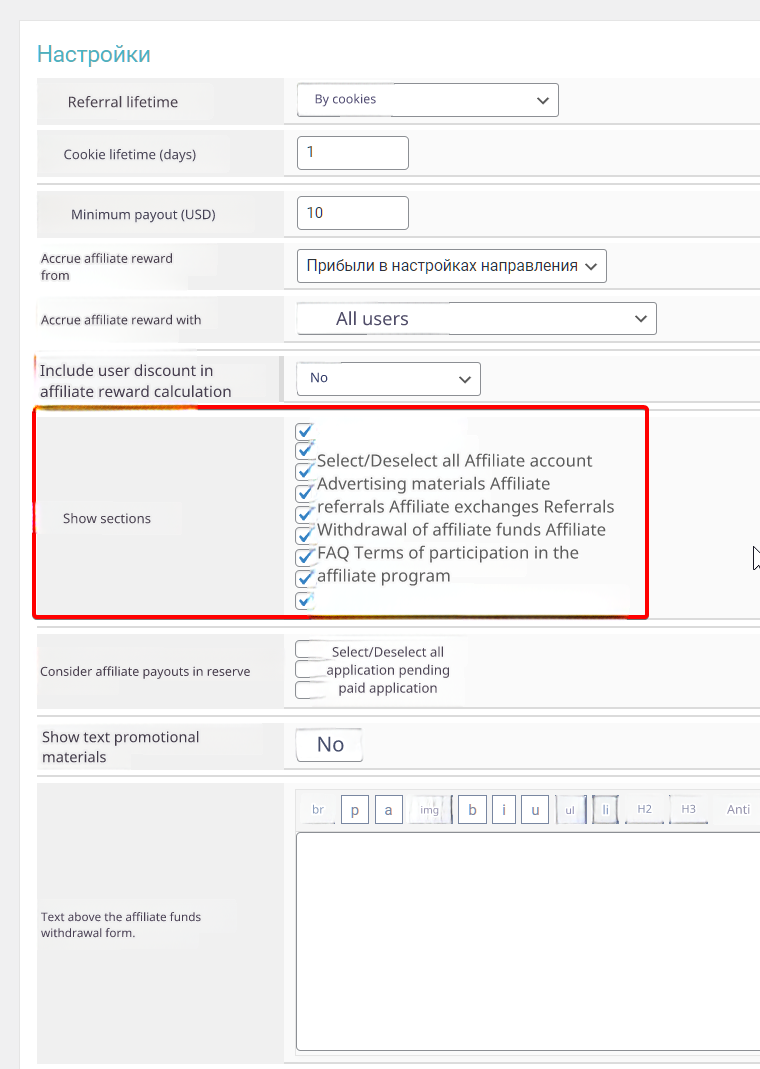 Настройки
Referral lifetime
By cookies
Cookie lifetime (days)
1
Minimum payout (USD)
10
Accrue affiliate reward
from
Прибыли в настройках направления
Accrue affiliate reward with
All users
Include user discount in
affiliate reward calculation
No
Show sections
Select/Deselect all Affiliate account
Advertising materials Affiliate
referrals Affiliate exchanges Referrals
Withdrawal of affiliate funds Affiliate
FAQ Terms of participation in the
affiliate program
Consider affiliate payouts in reserve
Select/Deselect all
application pending
paid application
Show text promotional
materials
No
br p a img b i u ul li H2 H3 Anti
Text above the affiliate funds
withdrawal form.